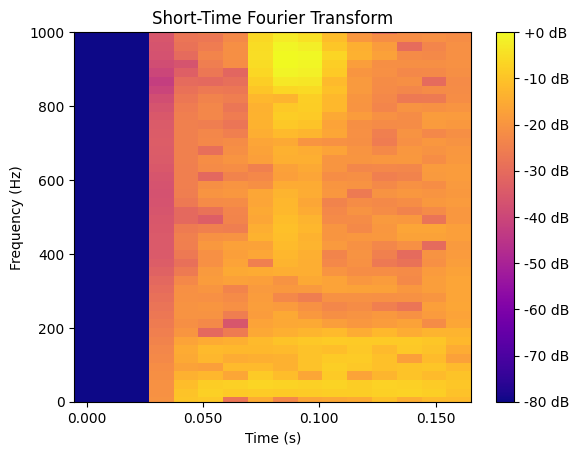 Short-Time Fourier Transform
1000
800
600
400
200
0
Frequency (Hz)
0.000
0.050
0.100
0.150
Time (s)
+0 dB
-10 dB
-20 dB
-30 dB
-40 dB
-50 dB
-60 dB
-70 dB
-80 dB